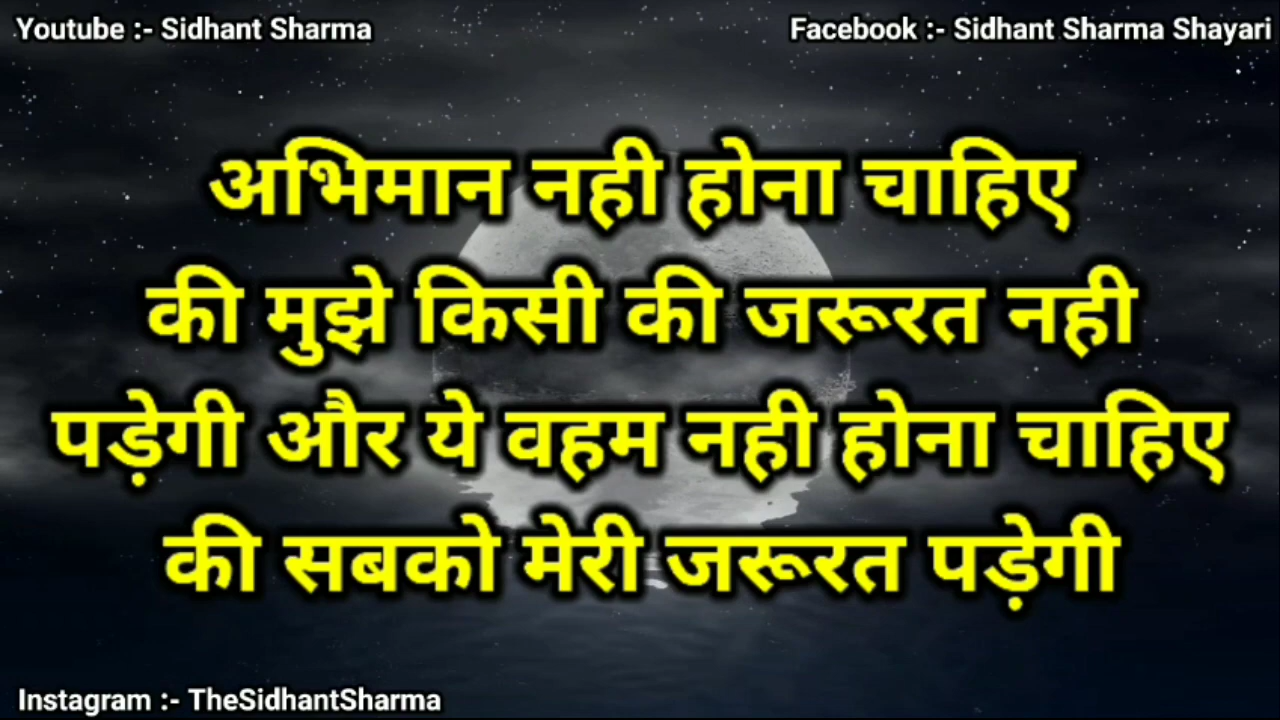 Youtube :- Sidhant Sharma
Facebook :- Sidhant Sharma Shayari
अभिमान नही होना चाहिए
की मुझे किसी की जरूरत नही
पड़ेगी और ये वहम नही होना चाहिए
की सबको मेरी जरूरत पड़ेगी
Instagram :- TheSidhantSharma